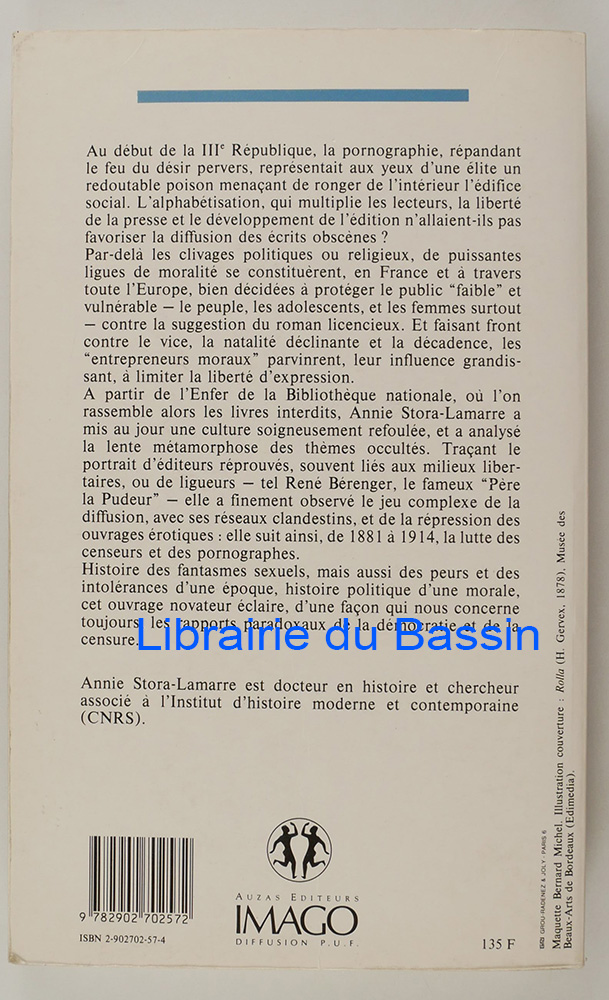 Au début de la IIIe République, la pornographie, répandant
le feu du désir pervers, représentait aux yeux d'une élite un
redoutable poison menaçant de ronger de l'intérieur l'édifice
social. L'alphabétisation, qui multiplie les lecteurs, la liberté
de la presse et le développement de l'édition n'allaient-ils pas
favoriser la diffusion des écrits obscènes ?
Par-delà les clivages politiques ou religieux, de puissantes
ligues de moralité se constituèrent, en France et à travers
toute l'Europe, bien décidées à protéger le public "faible" et
vulnérable — le peuple, les adolescents, et les femmes surtout
— contre la suggestion du roman licencieux. Et faisant front
contre le vice, la natalité déclinante et la décadence, les
"entrepreneurs moraux" parvinrent, leur influence grandis-
sant, à limiter la liberté d'expression.
A partir de l'Enfer de la Bibliothèque nationale, où l'on
rassemble alors les livres interdits, Annie Stora-Lamarre a
mis au jour une culture soigneusement refoulée, et a analysé
la lente métamorphose des thèmes occultés. Traçant le
portrait d'éditeurs réprouvés, souvent liés aux milieux liber-
taires, ou de ligueurs — tel René Bérenger, le fameux "Père
la Pudeur" — elle a finement observé le jeu complexe de la
diffusion, avec ses réseaux clandestins, et de la répression des
ouvrages érotiques : elle suit ainsi, de 1881 à 1914, la lutte des
censeurs et des pornographes.
Histoire des fantasmes sexuels, mais aussi des peurs et des
intolérances d'une époque, histoire politique d'une morale,
cet ouvrage novateur éclaire, d'une façon qui nous concerne
toujours, les rapports paradoxaux de la démocratie et de la
censure.
Librairie du Bassin
Annie Stora-Lamarre est docteur en histoire et chercheur
associé à l'Institut d'histoire moderne et contemporaine
(CNRS).
9 782902 702572
ISBN 2-902702-57-4
AUZAS EDITEURS
IMAGO
DIFFUSION P.U.F.
135 F
GROU-RADENEZ & JOLY · PARIS 6
Maquette Bernard Michel. Illustration couverture : Rolla (H. Gervex, 1878), Musée des
Beaux-Arts de Bordeaux (Edimedia).